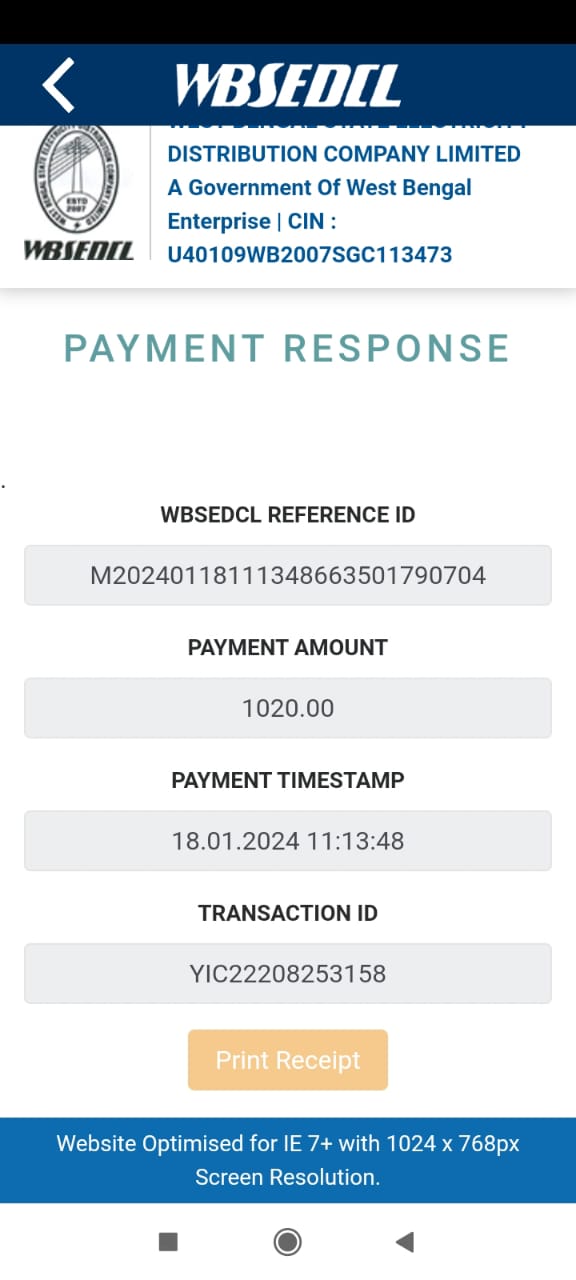 WBSEDCL
DISTRIBUTION COMPANY LIMITED
A Government Of West Bengal
Enterprise | CIN :
U40109WB2007SGC113473
ESTD
2007
WBSEDCL
PAYMENT RESPONSE
.
WBSEDCL REFERENCE ID
M20240118111348663501790704
PAYMENT AMOUNT
1020.00
PAYMENT TIMESTAMP
18.01.2024 11:13:48
TRANSACTION ID
YIC22208253158
Print Receipt
Website Optimised for IE 7+ with 1024 x 768px
Screen Resolution.